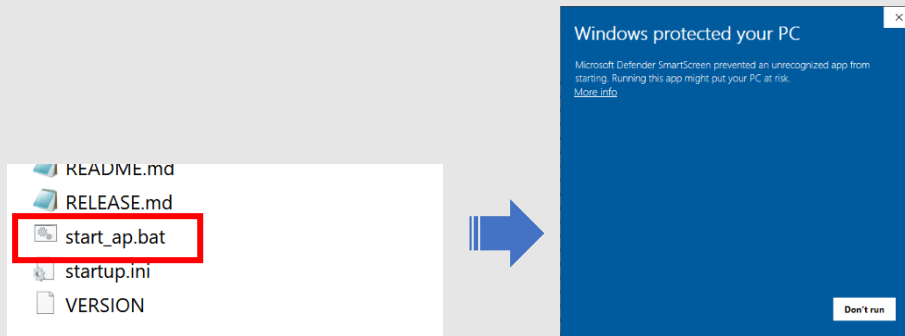 README.md
RELEASE.md
start_ap.bat
startup.ini
VERSION
Windows protected your PC
Microsoft Defender SmartScreen prevented an unrecognized app from
starting. Running this app might put your PC at risk.
More info
Don't run